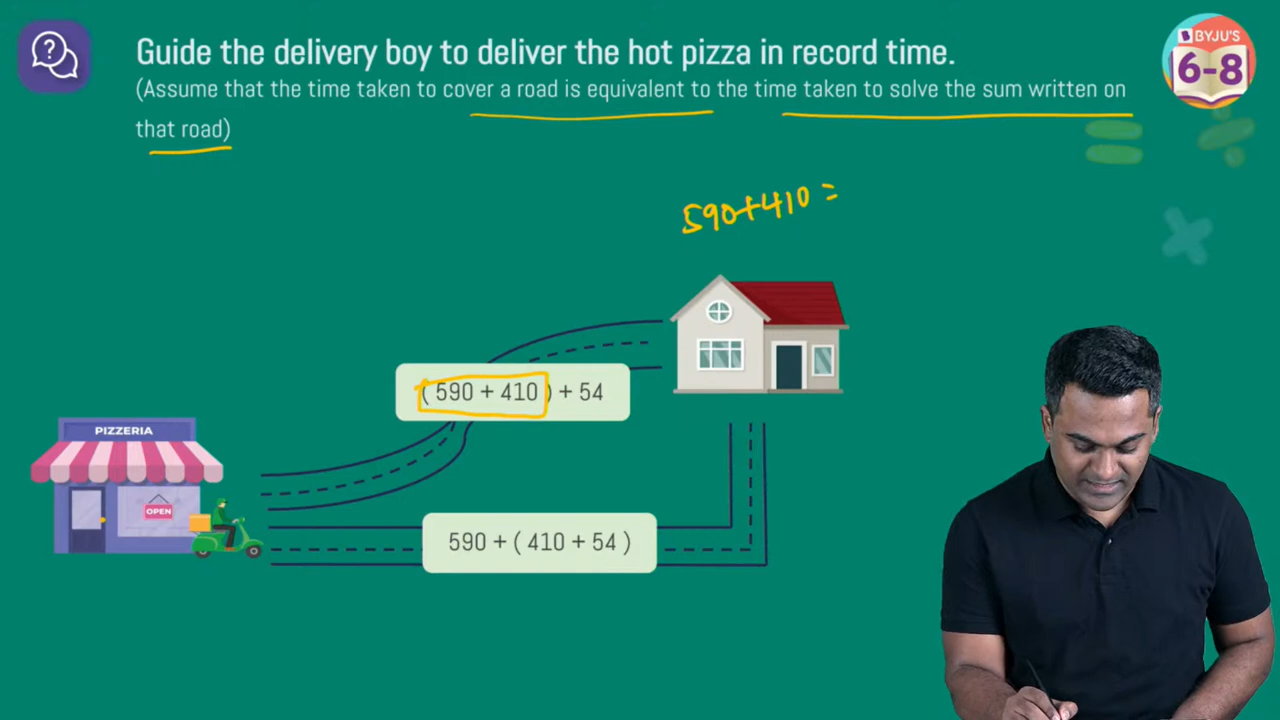 Guide the delivery boy to deliver the hot pizza in record time.
(Assume that the time taken to cover a road is equivalent to the time taken to solve the sum written on
that road)
BYJU'S
6-8
590+410 =
( 590 + 410 ) + 54
PIZZERIA
OPEN
590 + ( 410 + 54 )